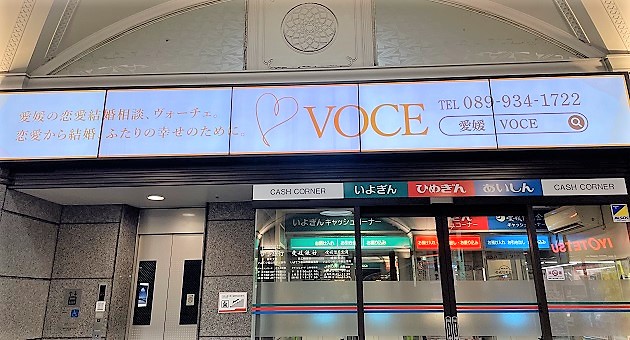 愛媛の恋愛結婚相談、ヴォーチェ。
恋愛から結婚、ふたりの幸せのために。
VOCE
TEL 089-934-1722
愛媛 VOCE
CASH CORNER
いよぎん
ひめぎん
あいしん
CASH CORNER
いよぎんキャッシュコーナー
ALSOK
IYOTETSU